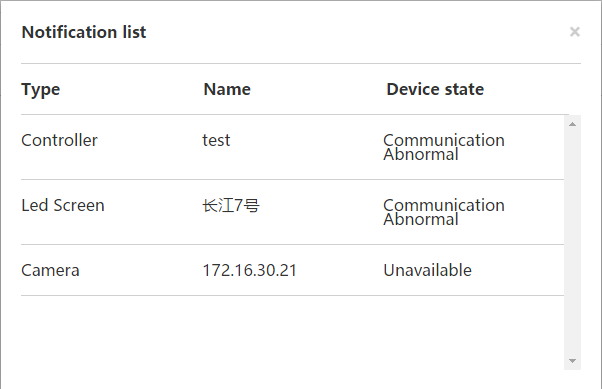 Notification list ×
Type Name Device state
Controller test Communication
Abnormal
Led Screen 长江7号 Communication
Abnormal
Camera 172.16.30.21 Unavailable